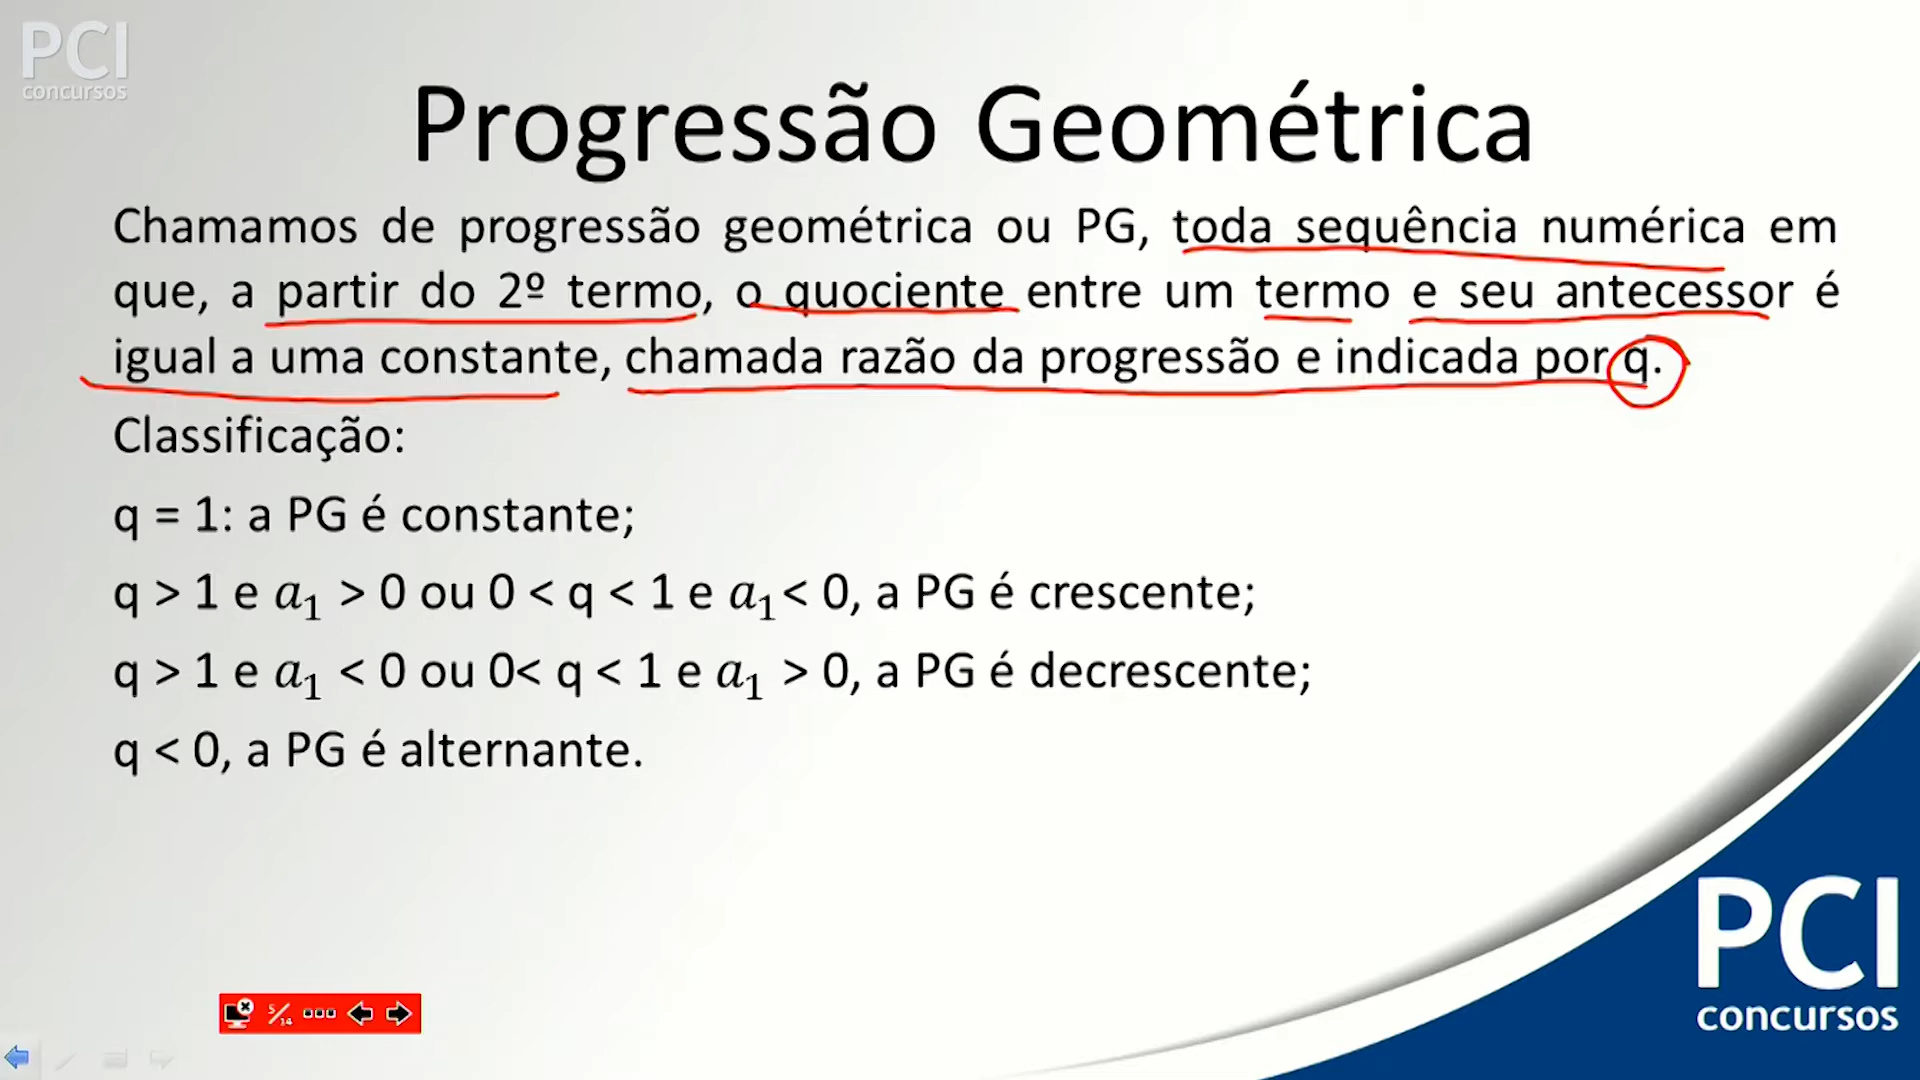 PCI
concursos
Progressão Geométrica
Chamamos de progressão geométrica ou PG, toda sequência numérica em
que, a partir do 2º termo, o quociente entre um termo e seu antecessor é
igual a uma constante, chamada razão da progressão e indicada por q.
Classificação:
q = 1: a PG é constante;
q > 1 e a₁ > 0 ou 0 < q < 1 e a₁< 0, a PG é crescente;
q > 1 e a₁ < 0 ou 0< q < 1 e a₁ > 0, a PG é decrescente;
q < 0, a PG é alternante.
PCI
concursos
5/14